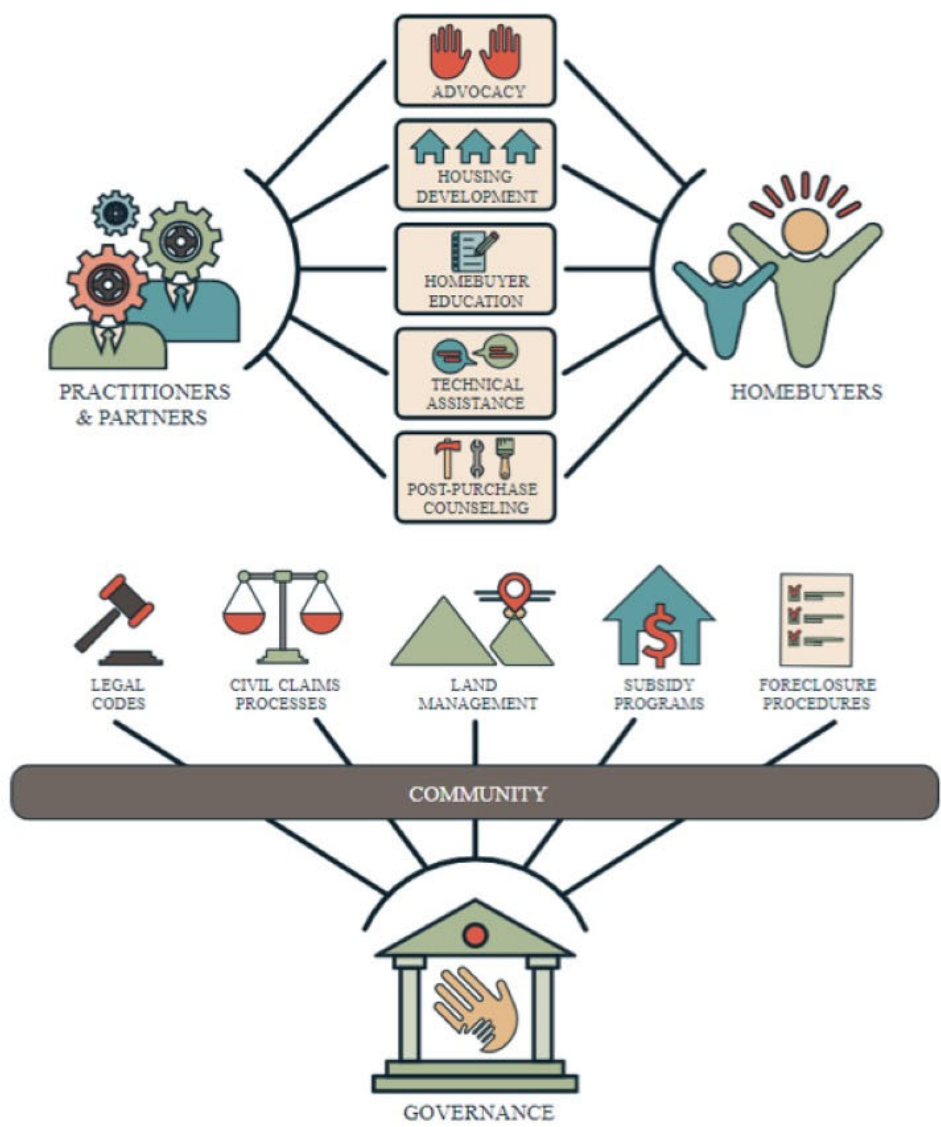 ADVOCACY
HOUSING
DEVELOPMENT
HOMEBUYER
EDUCATION
TECHNICAL
ASSISTANCE
POST-PURCHASE
COUNSELING
PRACTITIONERS
& PARTNERS
HOMEBUYERS
LEGAL
CODES
CIVIL CLAIMS
PROCESSES
LAND
MANAGEMENT
$
SUBSIDY
PROGRAMS
FORECLOSURE
PROCEDURES
COMMUNITY
GOVERNANCE